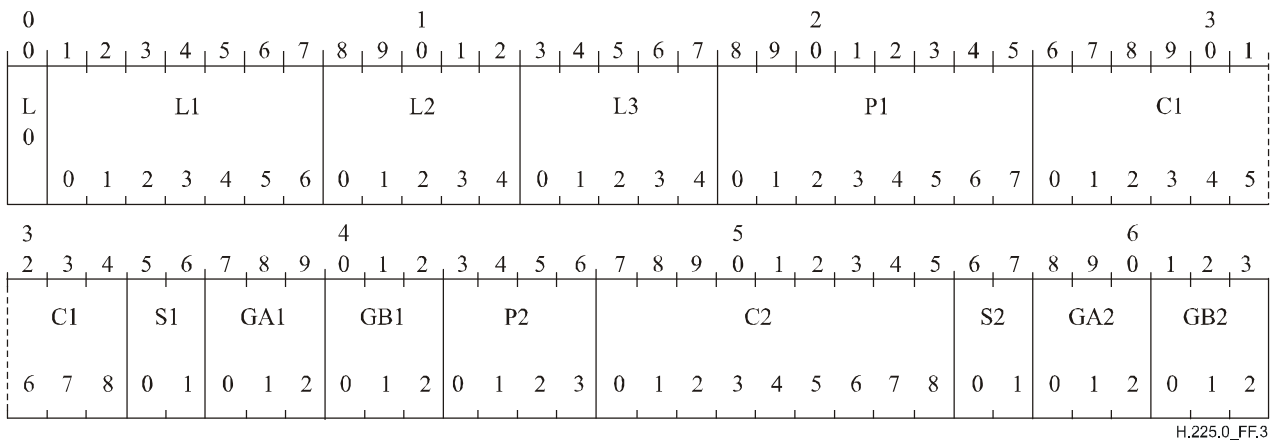 0 1 2 3
0 1 2 3 4 5 6 7 8 9 0 1 2 3 4 5 6 7 8 9 0 1 2 3 4 5 6 7 8 9 0 1
L L1 L2 L3 P1 C1
0
0 1 2 3 4 5 6 0 1 2 3 4 0 1 2 3 4 0 1 2 3 4 5 6 7 0 1 2 3 4 5
3 4 5 6
2 3 4 5 6 7 8 9 0 1 2 3 4 5 6 7 8 9 0 1 2 3 4 5 6 7 8 9 0 1 2 3
C1 S1 GA1 GB1 P2 C2 S2 GA2 GB2
6 7 8 0 1 0 1 2 0 1 2 0 1 2 3 0 1 2 3 4 5 6 7 8 0 1 0 1 2 0 1 2
H.225.0_FF.3